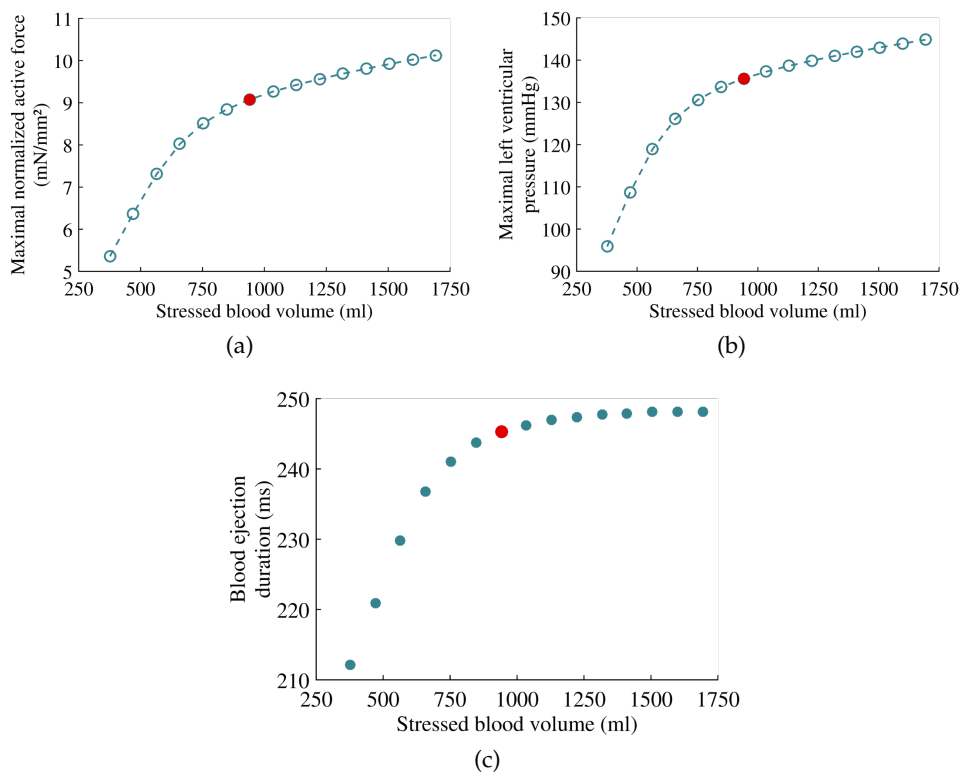 Maximal normalized active force
(mN/mm²)
11
10
9
8
7
6
5
250 500 750 1000 1250 1500 1750
Stressed blood volume (ml)
(a)
Maximal left ventricular
pressure (mmHg)
150
140
130
120
110
100
90
250 500 750 1000 1250 1500 1750
Stressed blood volume (ml)
(b)
Blood ejection
duration (ms)
250
240
230
220
210
250 500 750 1000 1250 1500 1750
Stressed blood volume (ml)
(c)